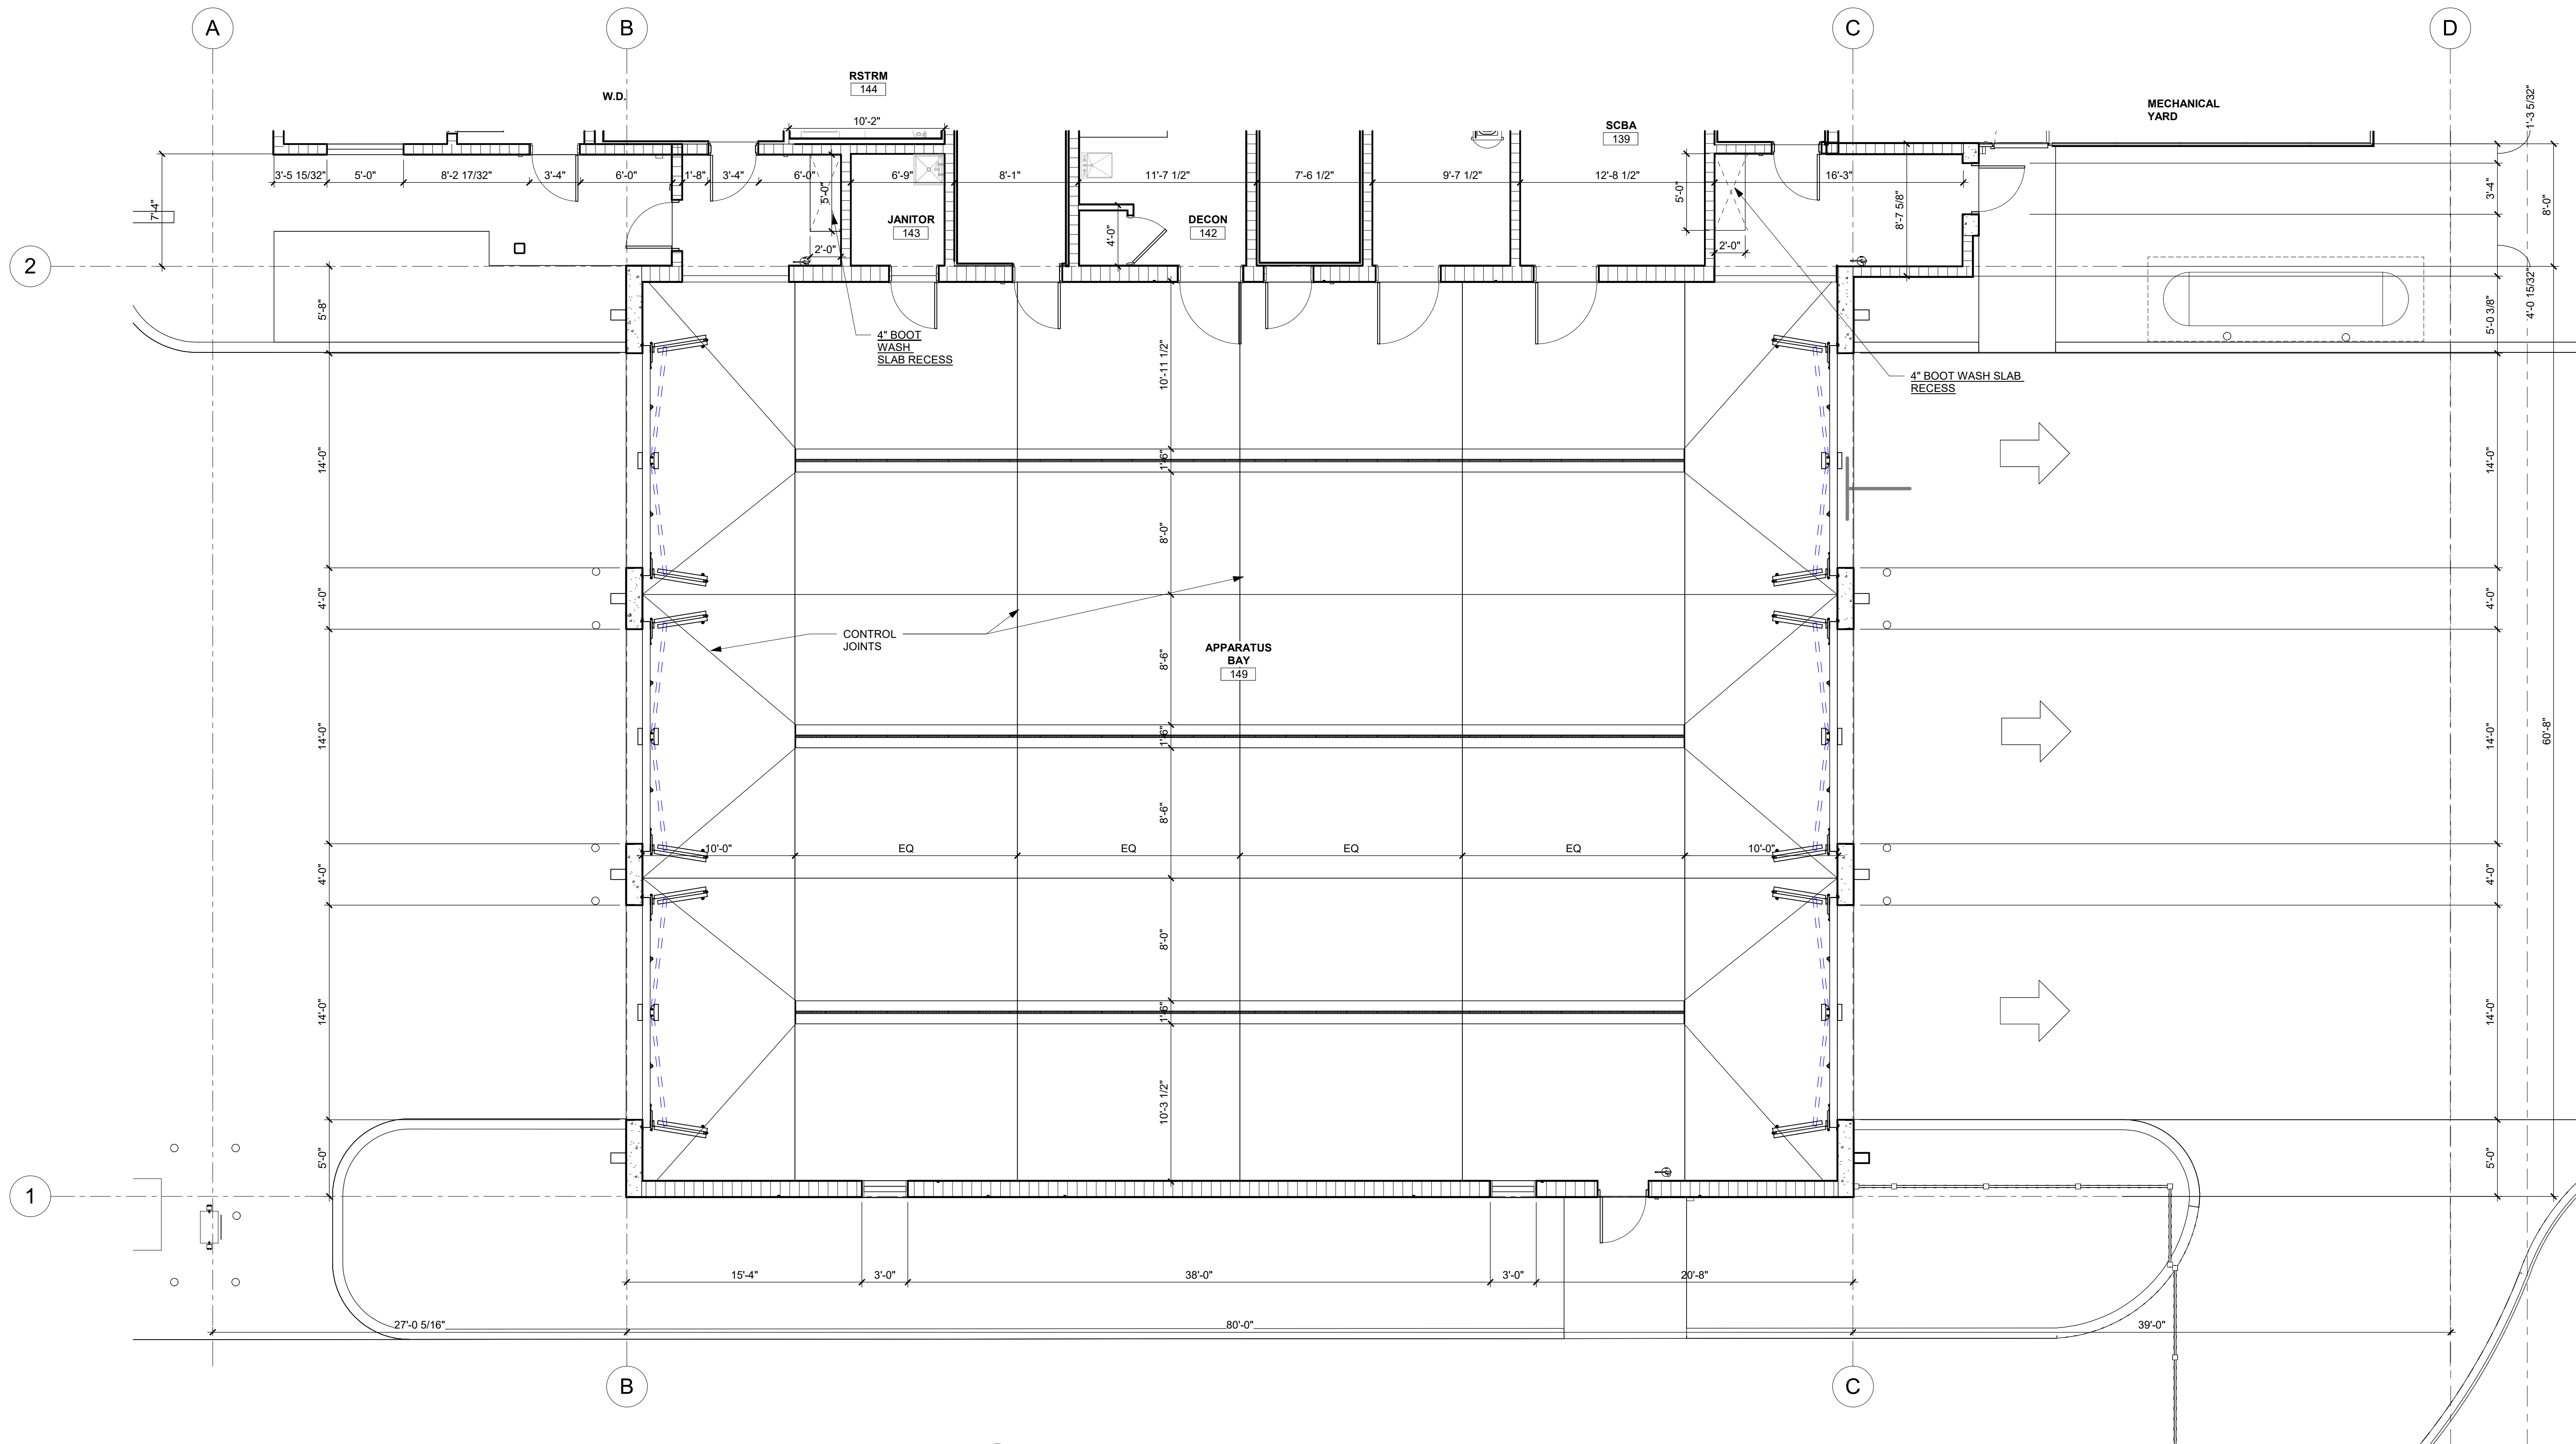 A
B
C
D
RSTRM
144
W.D.
MECHANICAL
YARD
1'-3 5/32"
10'-2"
SCBA
139
3'-5 15/32"
5'-0"
8'-2 17/32"
3'-4"
6'-0"
1'-8"
3'-4"
6'-0"
6'-9"
8'-1"
11'-7 1/2"
7'-6 1/2"
9'-7 1/2"
12'-8 1/2"
16'-3"
5'-0"
5'-0"
3'-4"
8'-0"
7'-4"
8'-7 5/8"
JANITOR
143
DECON
142
4'-0"
2'-0"
2'-0"
2
4'-0 15/32"
5'-8"
5'-0 3/8"
4" BOOT
WASH
SLAB RECESS
10'-11 1/2"
4" BOOT WASH SLAB
RECESS
14'-0"
1'-6"
14'-0"
8'-0"
4'-0"
4'-0"
CONTROL
JOINTS
APPARATUS
BAY
149
8'-6"
14'-0"
1'-6"
14'-0"
60'-8"
8'-6"
10'-0"
EQ
EQ
EQ
EQ
10'-0"
4'-0"
4'-0"
8'-0"
14'-0"
1'-6"
14'-0"
10'-3 1/2"
5'-0"
5'-0"
1
15'-4"
3'-0"
38'-0"
3'-0"
20'-8"
27'-0 5/16"
80'-0"
39'-0"
B
C